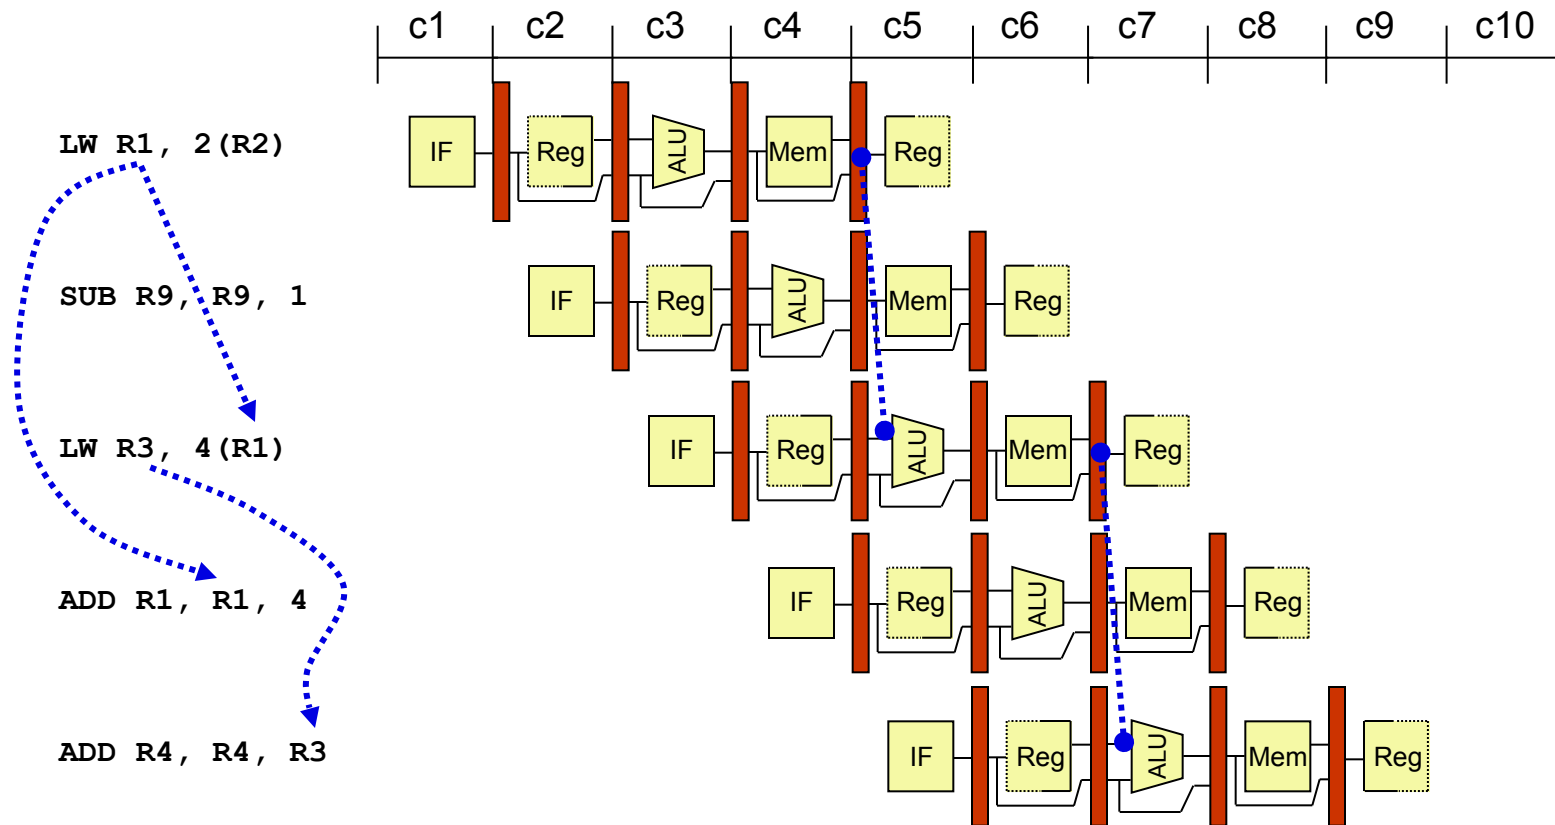 c1 c2 c3 c4 c5 c6 c7 c8 c9 c10
LW R1, 2(R2) IF Reg ALU Mem Reg
SUB R9, R9, 1 IF Reg ALU Mem Reg
LW R3, 4(R1) IF Reg ALU Mem Reg
ADD R1, R1, 4 IF Reg ALU Mem Reg
ADD R4, R4, R3 IF Reg ALU Mem Reg